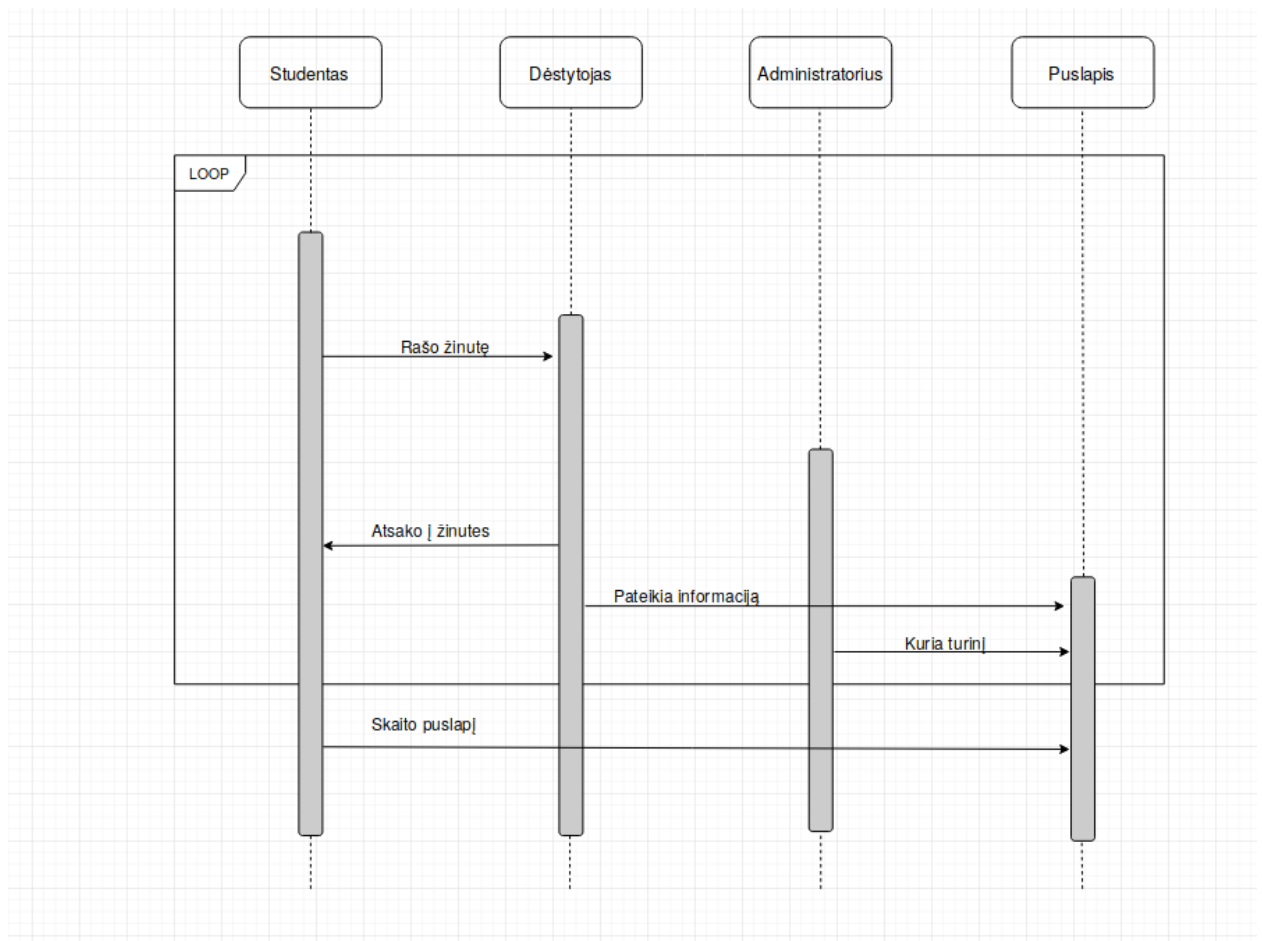 Studentas
Dėstytojas
Administratorius
Puslapis
LOOP
Rašo žinutę
Atsako į žinutes
Pateikia informaciją
Kuria turinį
Skaito puslapį